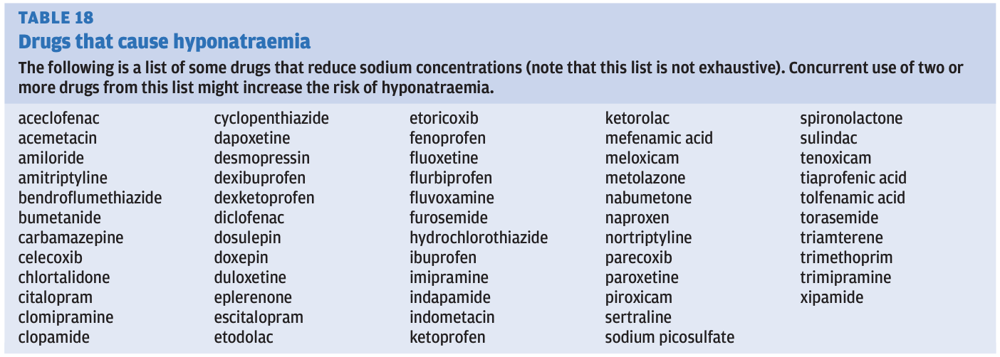 TABLE 18
Drugs that cause hyponatraemia
The following is a list of some drugs that reduce sodium concentrations (note that this list is not exhaustive). Concurrent use of two or
more drugs from this list might increase the risk of hyponatraemia.
aceclofenac
acemetacin
amiloride
amitriptyline
bendroflumethiazide
bumetanide
carbamazepine
celecoxib
chlortalidone
citalopram
clomipramine
clopamide
cyclopenthiazide
dapoxetine
desmopressin
dexibuprofen
dexketoprofen
diclofenac
dosulepin
doxepin
duloxetine
eplerenone
escitalopram
etodolac
etoricoxib
fenoprofen
fluoxetine
flurbiprofen
fluvoxamine
furosemide
hydrochlorothiazide
ibuprofen
imipramine
indapamide
indometacin
ketoprofen
ketorolac
mefenamic acid
meloxicam
metolazone
nabumetone
naproxen
nortriptyline
parecoxib
paroxetine
piroxicam
sertraline
sodium picosulfate
spironolactone
sulindac
tenoxicam
tiaprofenic acid
tolfenamic acid
torasemide
triamterene
trimethoprim
trimipramine
xipamide